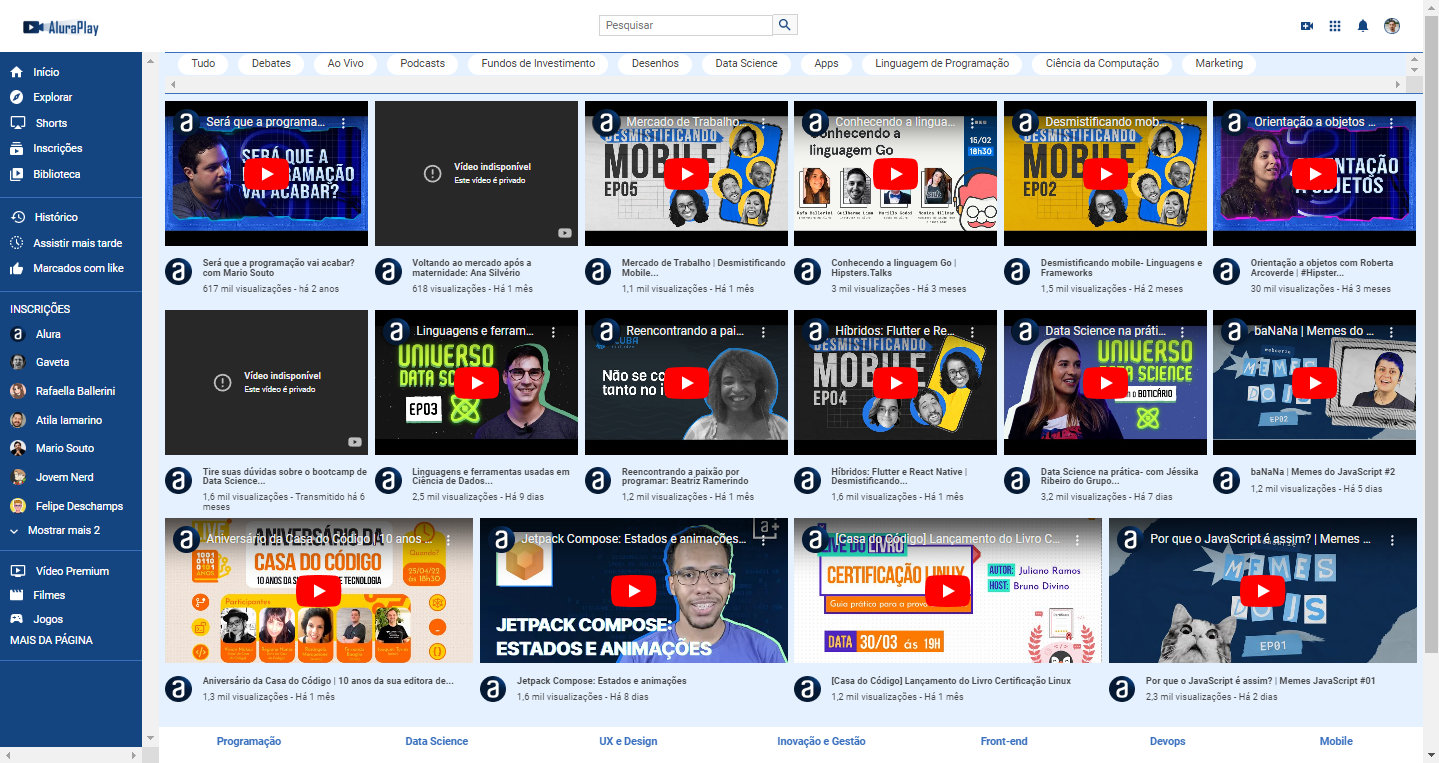 AluraPlay
Pesquisar
Início
Explorar
Shorts
Inscrições
Biblioteca
Histórico
Assistir mais tarde
Marcados com like
INSCRIÇÕES
Alura
Gaveta
Rafaella Ballerini
Atila Iamarino
Mario Souto
Jovem Nerd
Felipe Deschamps
Mostrar mais 2
Vídeo Premium
Filmes
Jogos
MAIS DA PÁGINA
Tudo
Debates
Ao Vivo
Podcasts
Fundos de Investimento
Desenhos
Data Science
Apps
Linguagem de Programação
Ciência da Computação
Marketing
Será que a programa...
SERÁ QUE A
PROGRAMAÇÃO
VAI ACABAR?
Será que a programação vai acabar?
com Mario Souto
617 mil visualizações - há 2 anos
Vídeo indisponível
Este vídeo é privado
Voltando ao mercado após a
maternidade: Ana Silvério
618 visualizações - Há 1 mês
Mercado de Trabalho
DESMISTIFICANDO
MOBILE
EP05
Mercado de Trabalho | Desmistificando
Mobile...
1,1 mil visualizações - Há 1 mês
Conhecendo a lingua...
Conhecendo a
linguagem Go
16/02
18h30
Rafa Ballerini
Guilherme Lima
Conhecendo a linguagem Go |
Hipsters.Talks
3 mil visualizações - Há 3 meses
Desmistificando mob...
DESMISTIFICANDO
MOBILE
EP02
Desmistificando mobile- Linguagens e
Frameworks
1,5 mil visualizações - Há 2 meses
Orientação a objetos ...
ORIENTAÇÃO
A OBJETOS
Orientação a objetos com Roberta
Arcoverde | #Hipster...
30 mil visualizações - Há 3 meses
Vídeo indisponível
Este vídeo é privado
Tire suas dúvidas sobre o bootcamp de
Data Science...
1,6 mil visualizações - Transmitido há 6
meses
Linguagens e ferram...
UNIVERSO
DATA SCIENCE
EP03
Linguagens e ferramentas usadas em
Ciência de Dados...
2,5 mil visualizações - Há 9 dias
Reencontrando a pai...
Não se co
tanto no i
Reencontrando a paixão por
programar: Beatriz Ramerindo
1,2 mil visualizações - Há 1 mês
Híbridos: Flutter e Re...
DESMISTIFICANDO
MOBILE
EP04
Híbridos: Flutter e React Native |
Desmistificando...
1,6 mil visualizações - Há 1 mês
Data Science na práti...
UNIVERSO
DATA SCIENCE
COM O BOTICÁRIO
Data Science na prática- com Jéssika
Ribeiro do Grupo...
3,2 mil visualizações - Há 7 dias
baNaNa | Memes do ...
MEMES
DOJS
EP02
baNaNa | Memes do JavaScript #2
1,2 mil visualizações - Há 5 dias
Aniversário da Casa do Código | 10 anos ...
LIVE
ANIVERSÁRIO DA
CASA DO CÓDIGO
10 ANOS DA SUA EDITORA DE TECNOLOGIA
Quando?
25/04/22
às 18h30
Participantes
Aniversário da Casa do Código | 10 anos da sua editora de...
1,3 mil visualizações - Há 1 mês
Jetpack Compose: Estados e animações...
JETPACK COMPOSE:
ESTADOS E ANIMAÇÕES
Jetpack Compose: Estados e animações
1,6 mil visualizações - Há 8 dias
[Casa do Código] Lançamento do Livro C...
LIVE DO LIVRO
CERTIFICAÇÃO LINUX
Guia prático para a prova
AUTOR: Juliano Ramos
HOST: Bruno Divino
DATA 30/03 ás 19H
[Casa do Código] Lançamento do Livro Certificação Linux
1,2 mil visualizações - Há 1 mês
Por que o JavaScript é assim? | Memes ...
MEMES
DOJS
EP01
Por que o JavaScript é assim? | Memes JavaScript #01
2,3 mil visualizações - Há 2 dias
Programação
Data Science
UX e Design
Inovação e Gestão
Front-end
Devops
Mobile